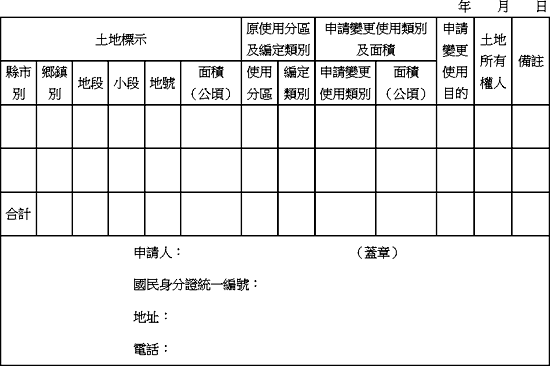 年 月 日
土地標示
原使用分區
及編定類別
申請變更使用類別
及面積
申請
變更
使用
目的
土地
所有
權人
備註
縣市
別
鄉鎮
別
地段
小段
地號
面積
（公頃）
使用
分區
編定
類別
申請變更
使用類別
面積
（公頃）
合計
申請人： （蓋章）
國民身分證統一編號：
地址：
電話：